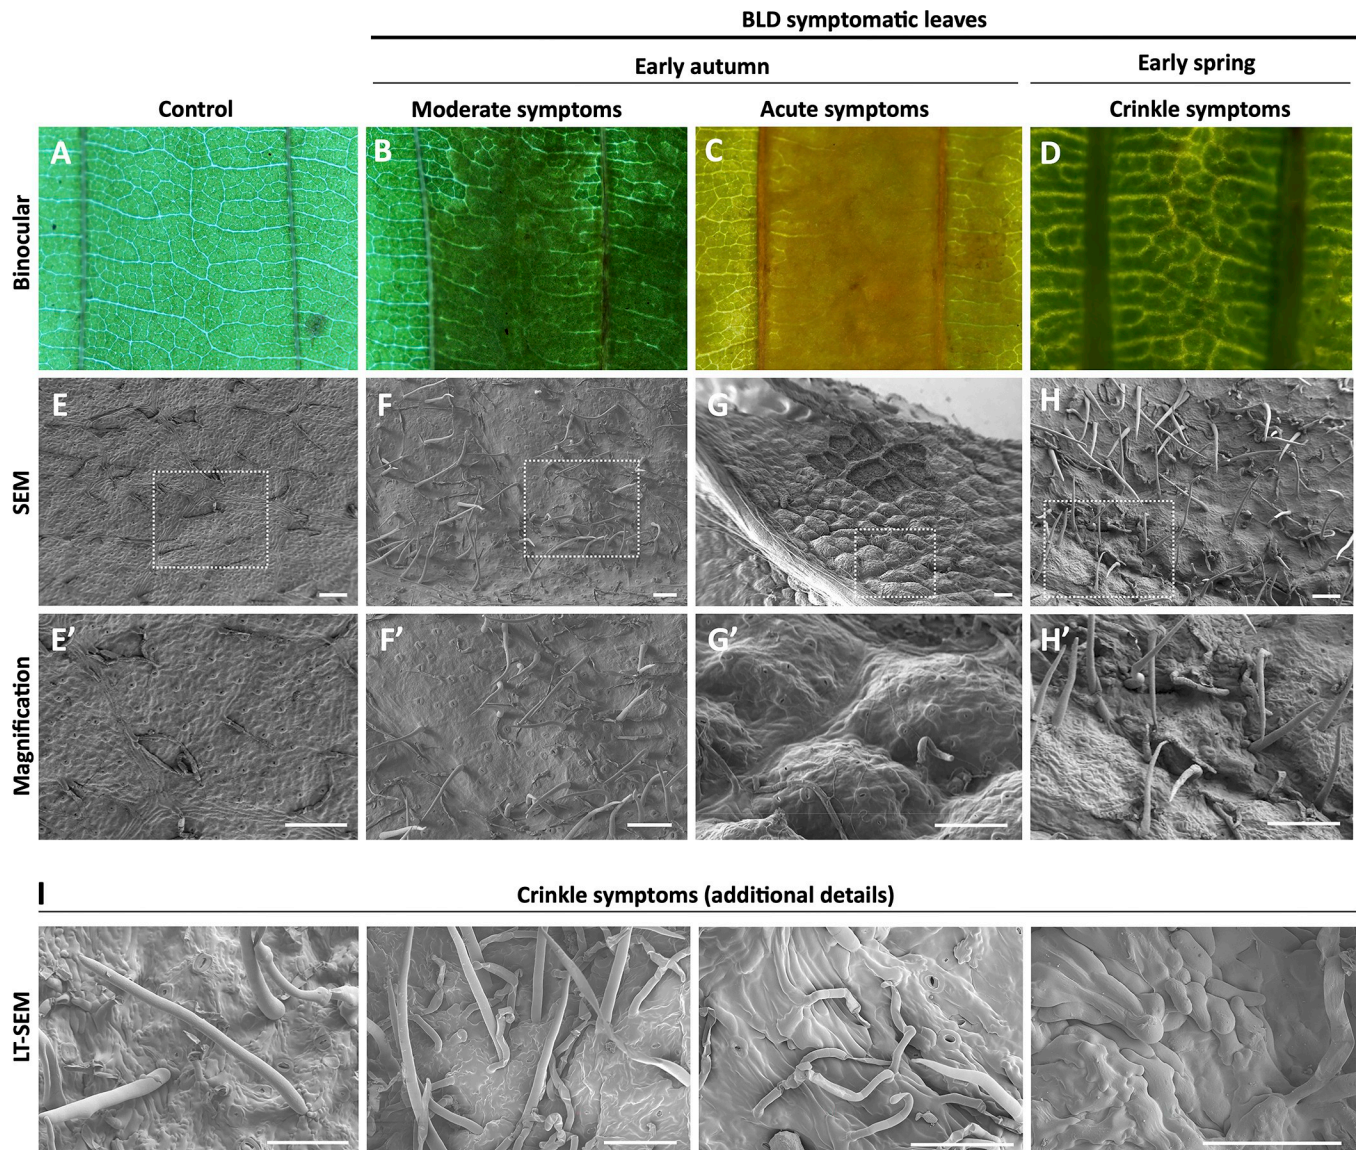 BLD symptomatic leaves
Early autumn
Early spring
Control
Moderate symptoms
Acute symptoms
Crinkle symptoms
Binocular
A
B
C
D
SEM
E
F
G
H
Magnification
E’
F’
G’
H’
I
Crinkle symptoms (additional details)
LT-SEM